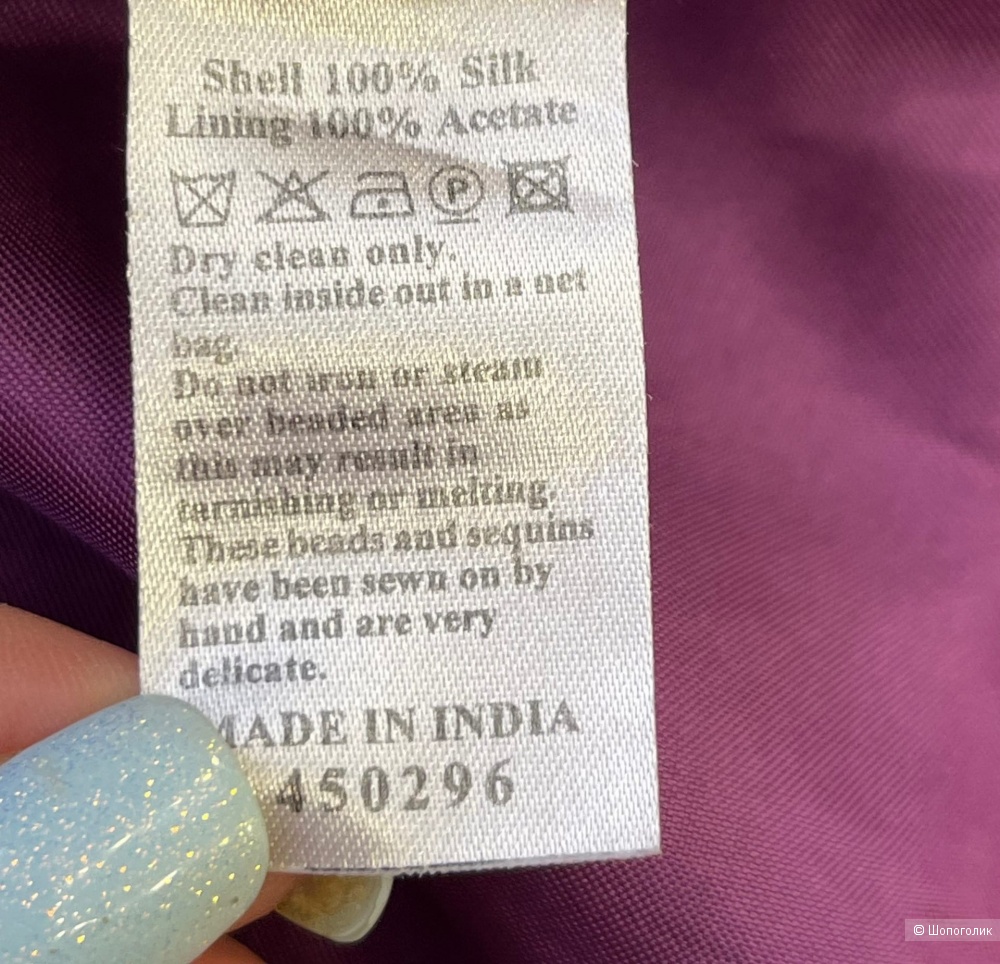 Shell 100% Silk
Lining 100% Acetate
P
Dry clean only.
Clean inside out in a net
bag.
Do not iron or steam
over beaded area as
this may result in
tarnishing or melting.
These beads and sequins
have been sewn on by
hand and are very
delicate.
MADE IN INDIA
450296
© Шопоголик